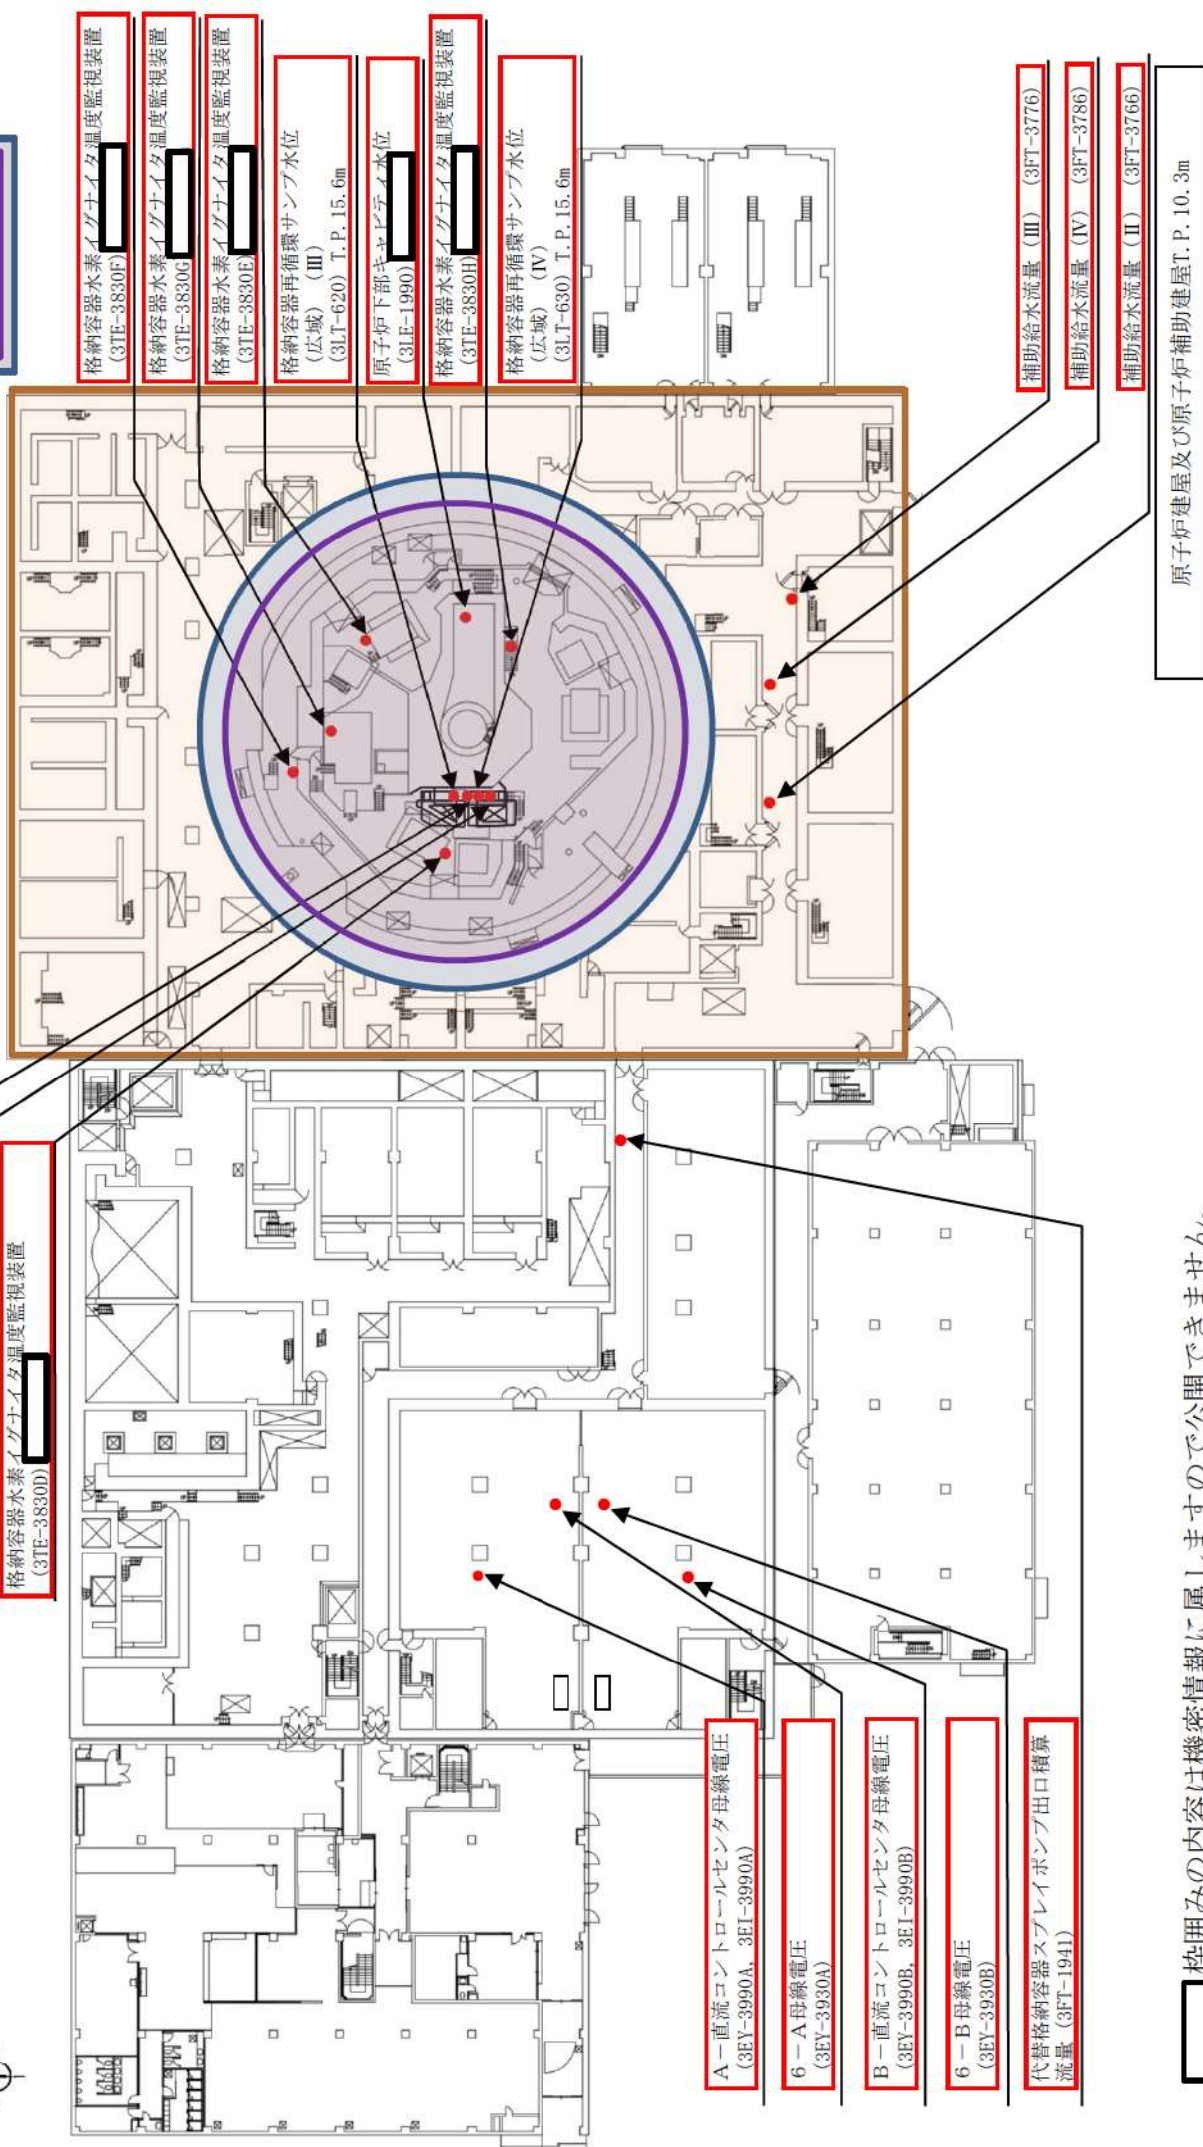 格納容器水素イグナイタ温度監視装置
(3TE-3830F)
格納容器水素イグナイタ温度監視装置
(3TE-3830G)
格納容器水素イグナイタ温度監視装置
(3TE-3830E)
格納容器再循環サンプ水位
(広域) (Ⅲ)
(3LT-620) T.P.15.6m
原子炉下部キャビティ水位
(3LE-1990)
格納容器水素イグナイタ温度監視装置
(3TE-3830H)
格納容器再循環サンプ水位
(広域) (Ⅳ)
(3LT-630) T.P.15.6m
補助給水流量 (Ⅲ) (3FT-3776)
補助給水流量 (Ⅳ) (3FT-3786)
補助給水流量 (Ⅱ) (3FT-3766)
原子炉建屋及び原子炉補助建屋T.P.10.3m
格納容器水素イグナイタ温度監視装置
(3TE-3830D)
A-直流コントロールセンタ母線電圧
(3EY-3990A, 3EI-3990A)
6-A母線電圧
(3EY-3930A)
B-直流コントロールセンタ母線電圧
(3EY-3990B, 3EI-3990B)
6-B母線電圧
(3EY-3930B)
代替格納容器スプレイポンプ出口積算
流量 (3FT-1941)
枠囲みの内容は機密情報に属しますので公開できません。